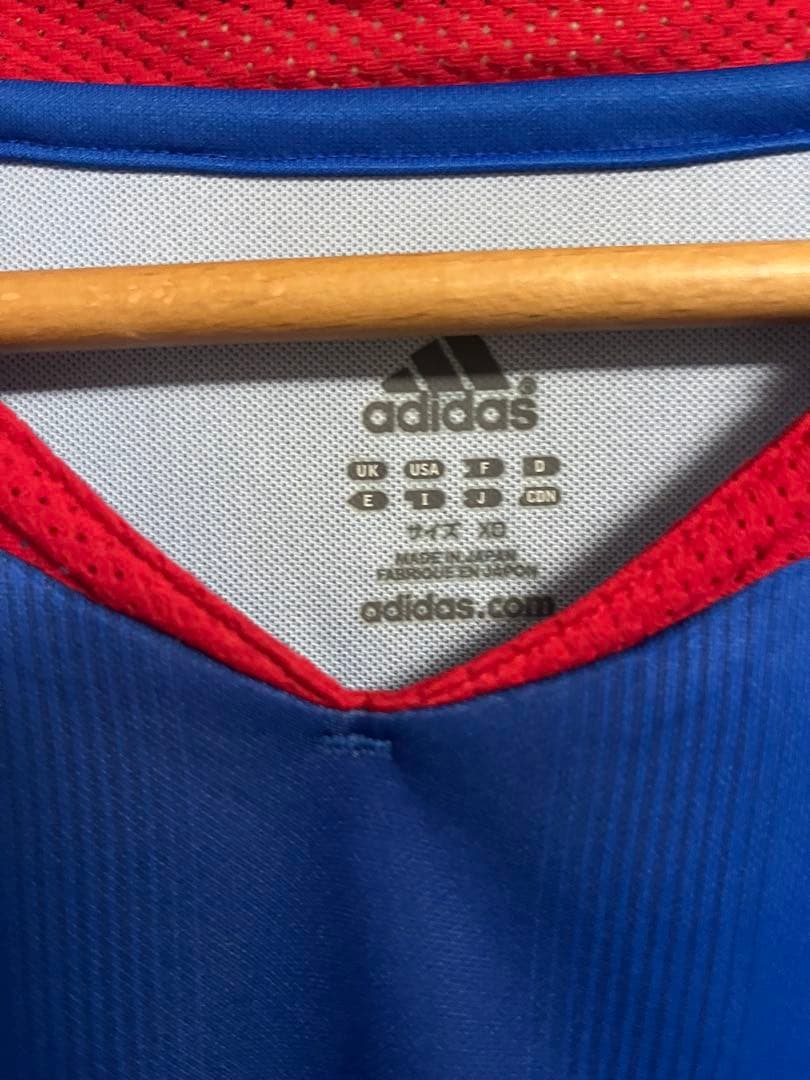 adidas®
UK USA F D
E I J CDN
サイズ XO
MADE IN JAPAN
FABRIQUE EN JAPON
adidas.com